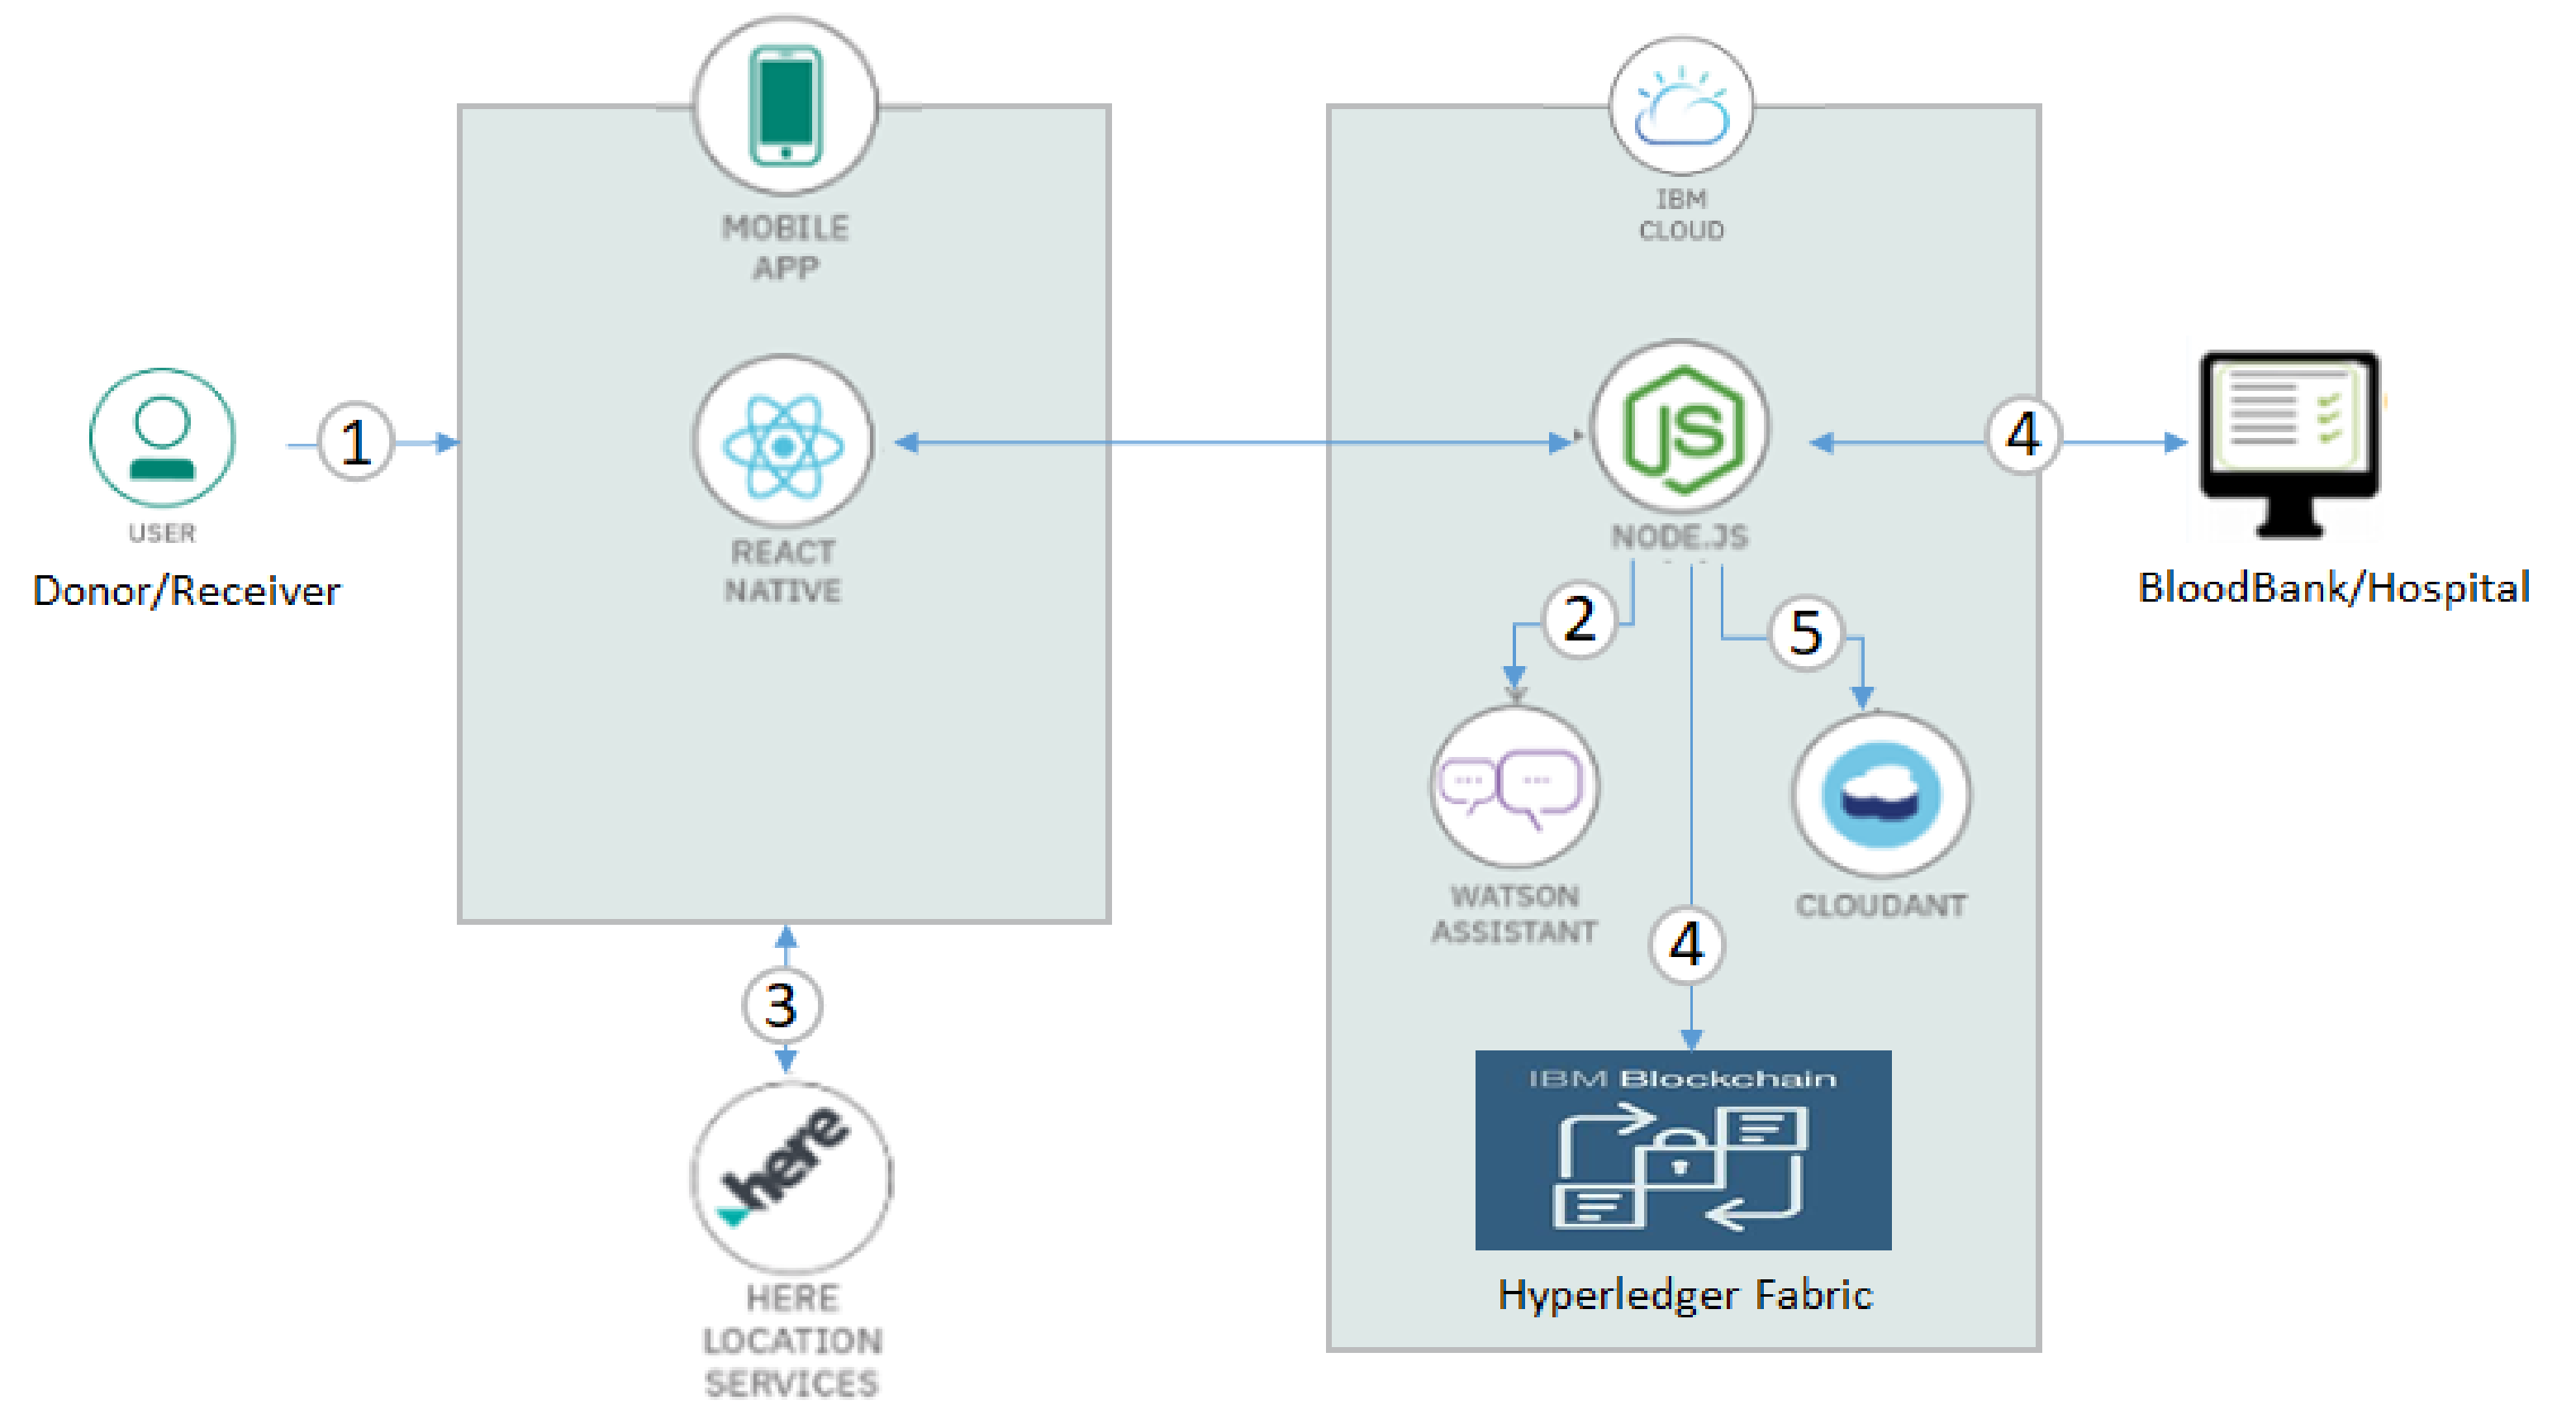 MOBILE
APP
IBM
CLOUD
1
JS
4
USER
Donor/Receiver
REACT
NATIVE
NODE.JS
BloodBank/Hospital
2
5
WATSON
ASSISTANT
CLOUDANT
4
3
IBM Blockchain
here
HERE
LOCATION
SERVICES
Hyperledger Fabric